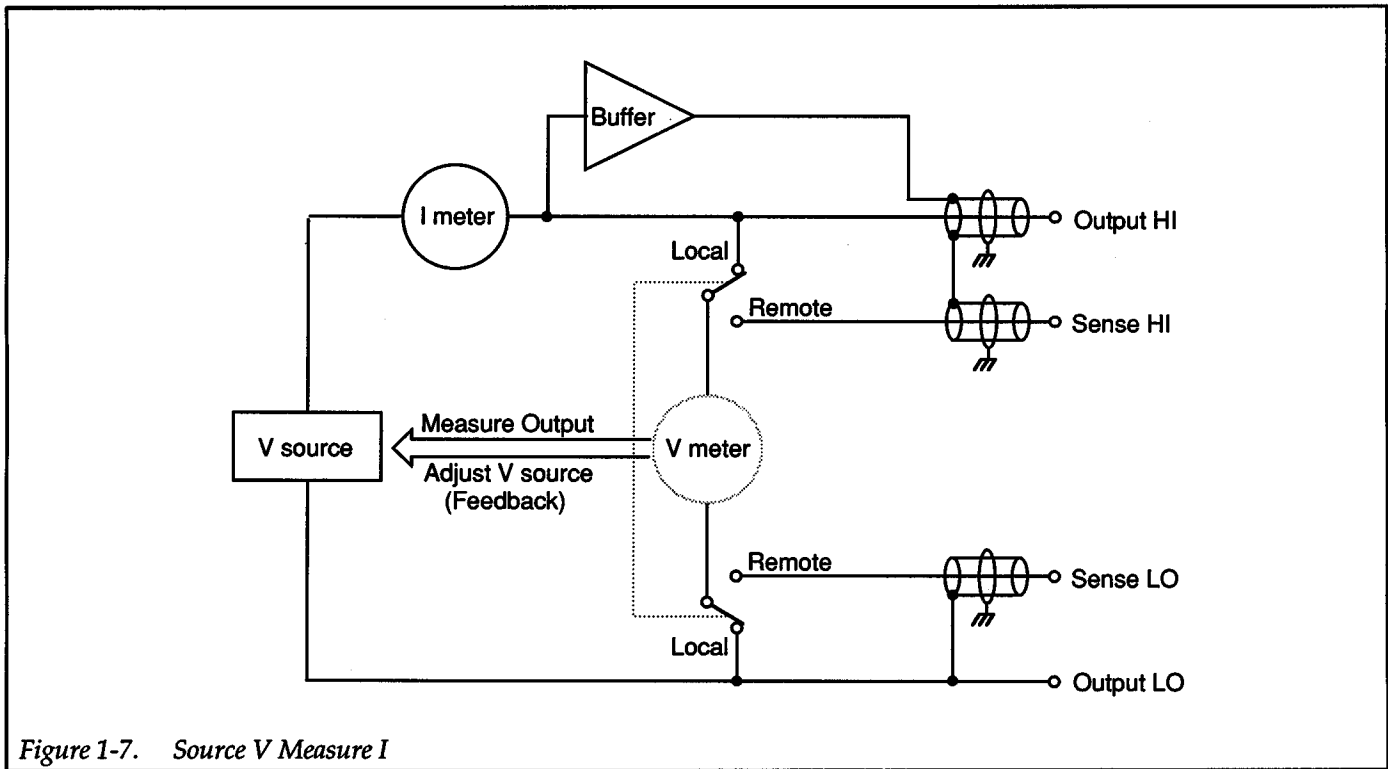 Buffer
I meter
Output HI
Local
Remote
Sense HI
Measure Output
V source
V meter
Adjust V source
(Feedback)
Remote
Sense LO
Local
Output LO
Figure 1-7. Source V Measure I